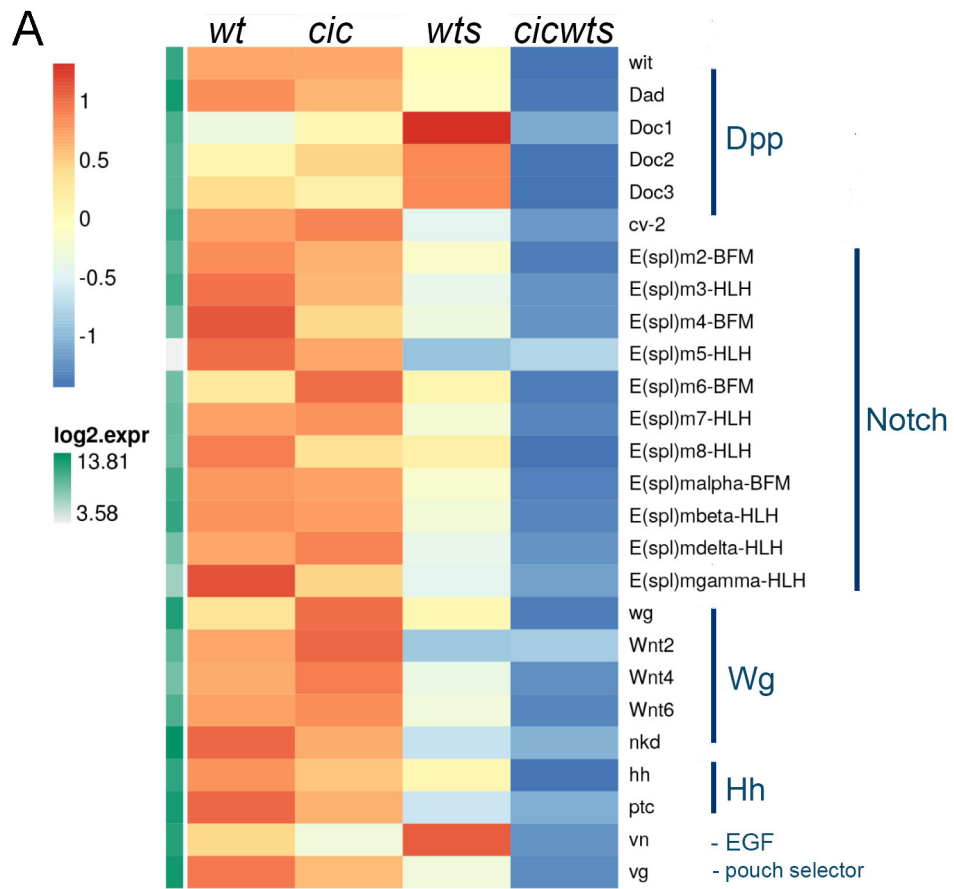 A
wt cic wts cicwts
1
0.5
0
-0.5
-1
log2.expr
13.81
3.58
wit
Dad
Doc1
Doc2
Doc3
cv-2
E(spl)m2-BFM
E(spl)m3-HLH
E(spl)m4-BFM
E(spl)m5-HLH
E(spl)m6-BFM
E(spl)m7-HLH
E(spl)m8-HLH
E(spl)malpha-BFM
E(spl)mbeta-HLH
E(spl)mdelta-HLH
E(spl)mgamma-HLH
wg
Wnt2
Wnt4
Wnt6
nkd
hh
ptc
vn
vg
Dpp
Notch
Wg
Hh
- EGF
- pouch selector